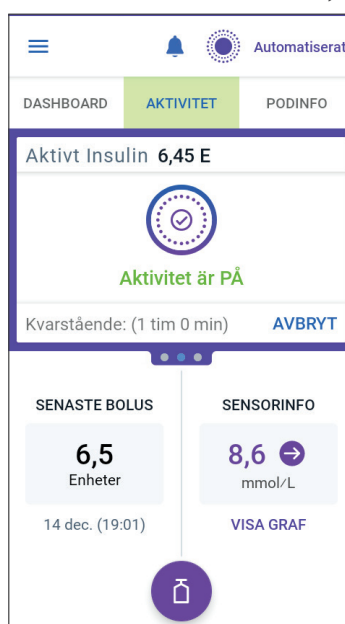 Automatiserat
DASHBOARD AKTIVITET PODINFO
Aktivt Insulin 6,45 E
Aktivitet är PÅ
Kvarstående: (1 tim 0 min) AVBRYT
SENASTE BOLUS
6,5
Enheter
14 dec. (19:01)
SENSORINFO
8,6
mmol/L
VISA GRAF